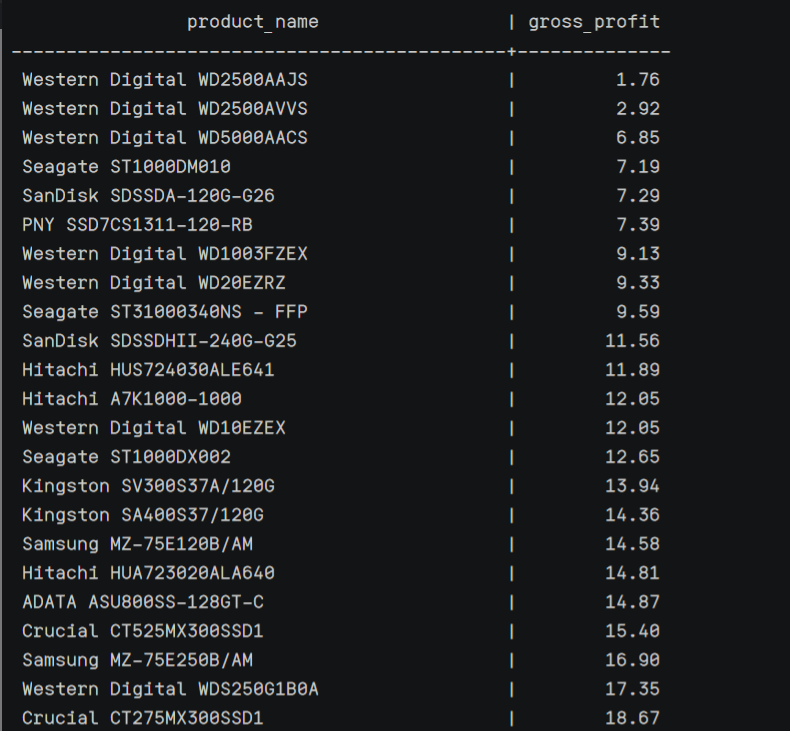 product_name | gross_profit
---------------------------------------------+--------------
Western Digital WD2500AAJS | 1.76
Western Digital WD2500AVVS | 2.92
Western Digital WD5000AACS | 6.85
Seagate ST1000DM010 | 7.19
SanDisk SDSSDA-120G-G26 | 7.29
PNY SSD7CS1311-120-RB | 7.39
Western Digital WD1003FZEX | 9.13
Western Digital WD20EZRZ | 9.33
Seagate ST31000340NS - FFP | 9.59
SanDisk SDSSDHII-240G-G25 | 11.56
Hitachi HUS724030ALE641 | 11.89
Hitachi A7K1000-1000 | 12.05
Western Digital WD10EZEX | 12.05
Seagate ST1000DX002 | 12.65
Kingston SV300S37A/120G | 13.94
Kingston SA400S37/120G | 14.36
Samsung MZ-75E120B/AM | 14.58
Hitachi HUA723020ALA640 | 14.81
ADATA ASU800SS-128GT-C | 14.87
Crucial CT525MX300SSD1 | 15.40
Samsung MZ-75E250B/AM | 16.90
Western Digital WDS250G1B0A | 17.35
Crucial CT275MX300SSD1 | 18.67